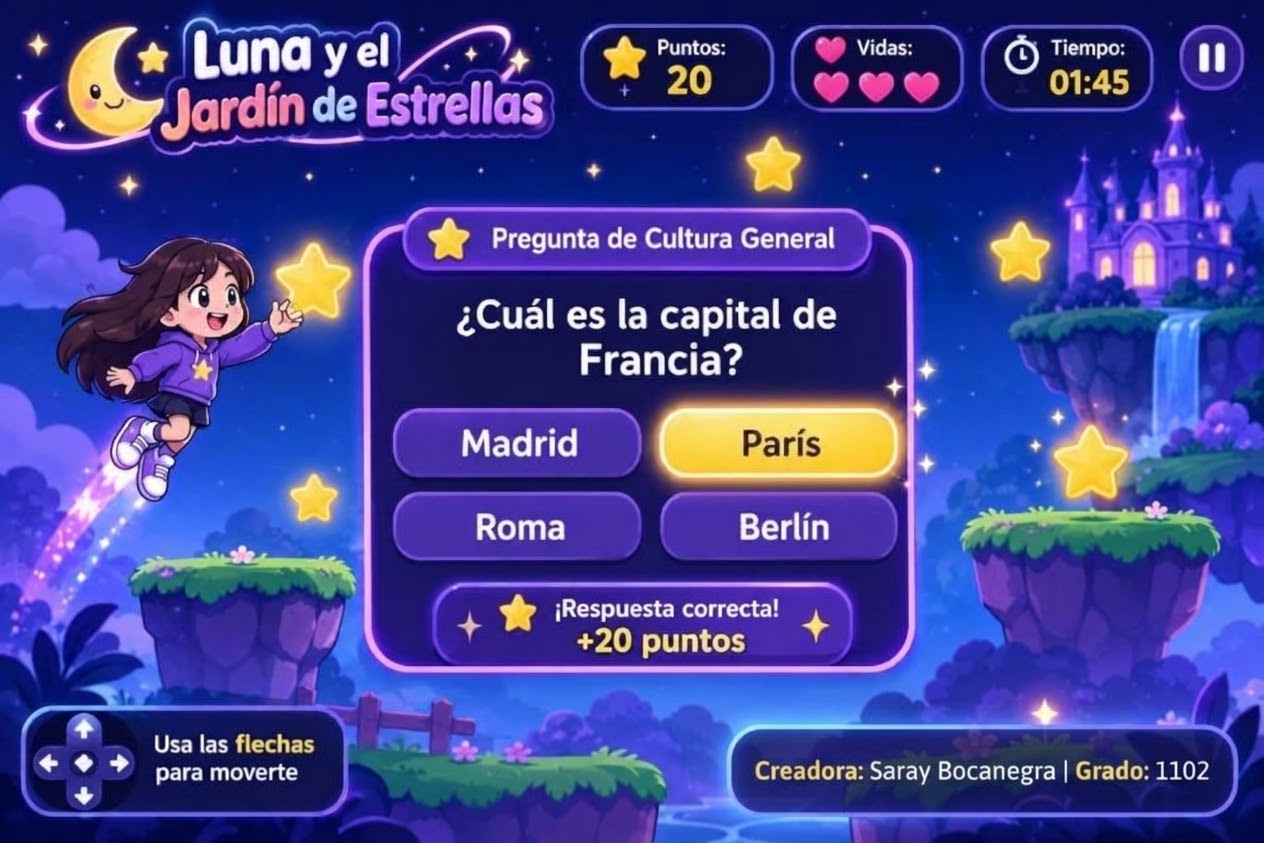 Luna y el
Jardín de Estrellas
Puntos:
20
Vidas:
Tiempo:
01:45
Pregunta de Cultura General
¿Cuál es la capital de
Francia?
Madrid
París
Roma
Berlín
¡Respuesta correcta!
+20 puntos
Usa las flechas
para moverte
Creadora: Saray Bocanegra | Grado: 1102